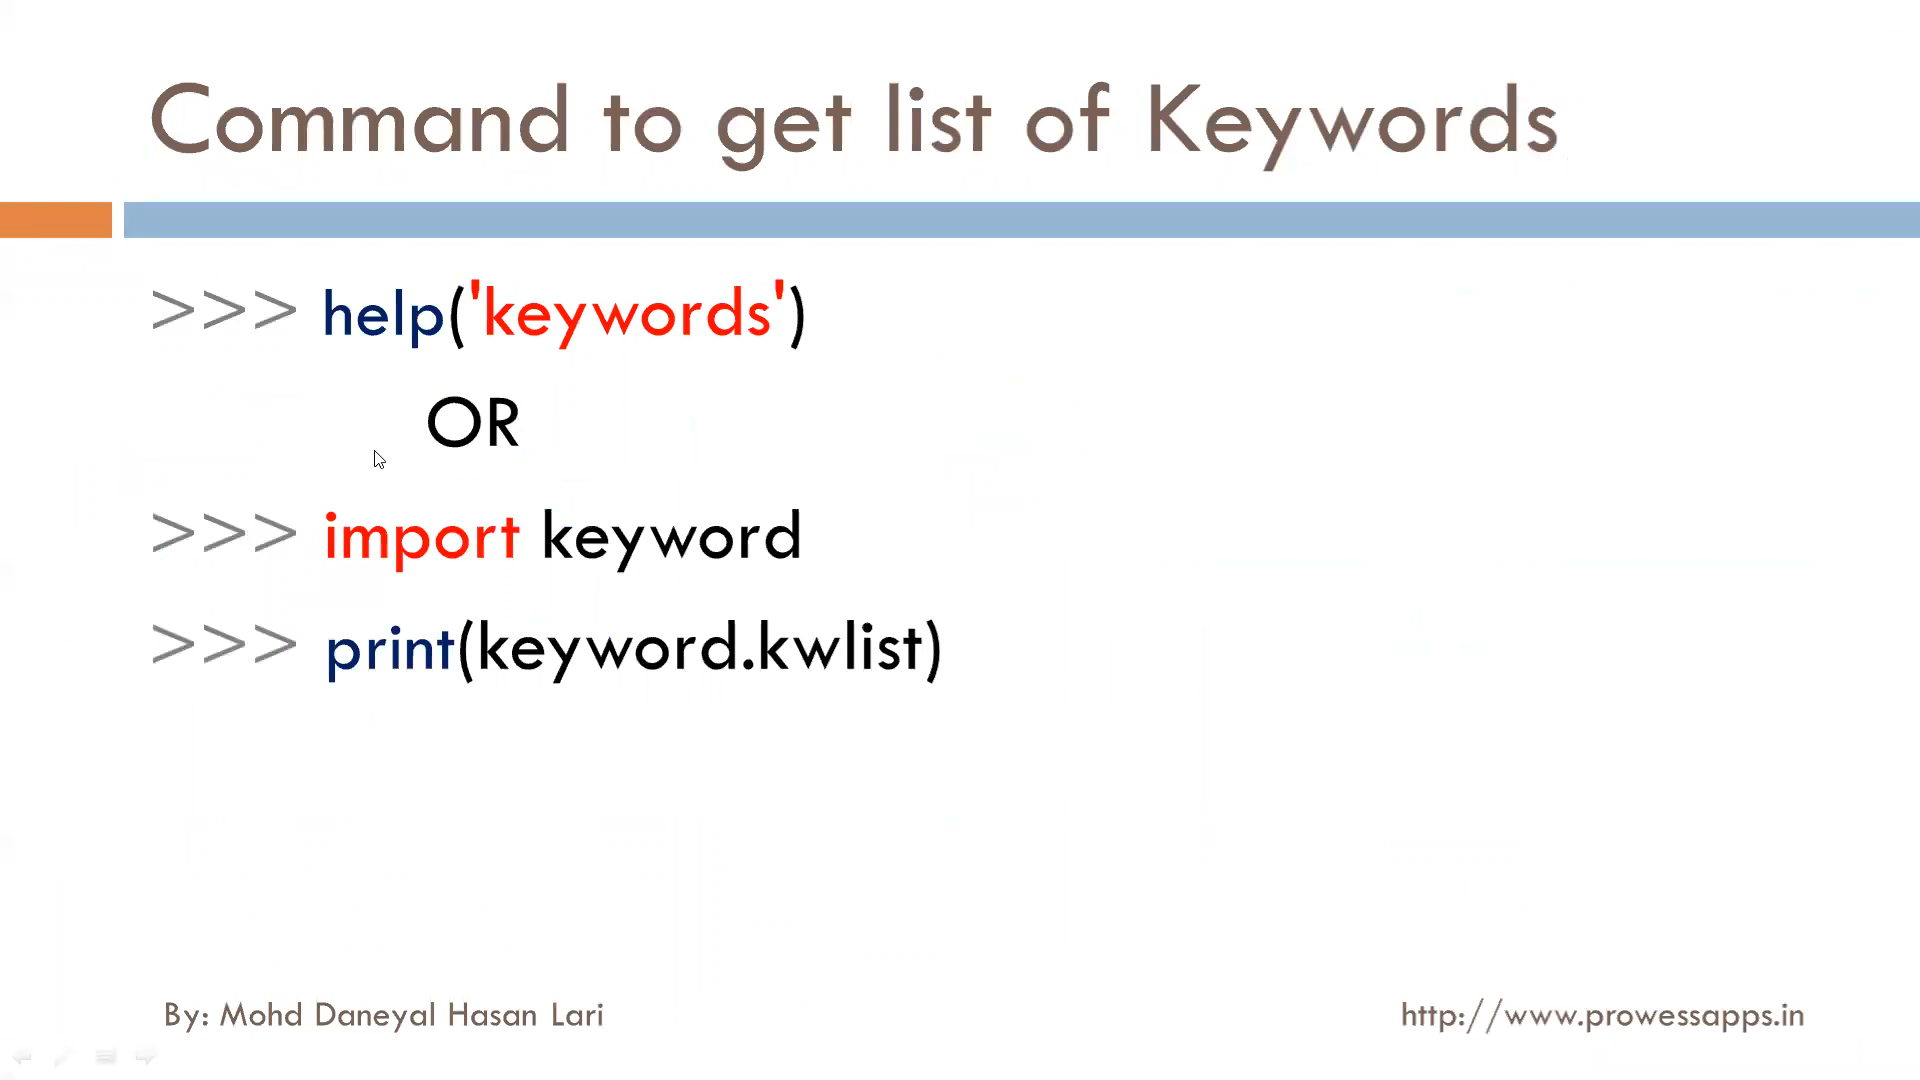 Command to get list of Keywords
>>> help('keywords')
OR
>>> import keyword
>>> print(keyword.kwlist)
By: Mohd Daneyal Hasan Lari
http://www.prowessapps.in